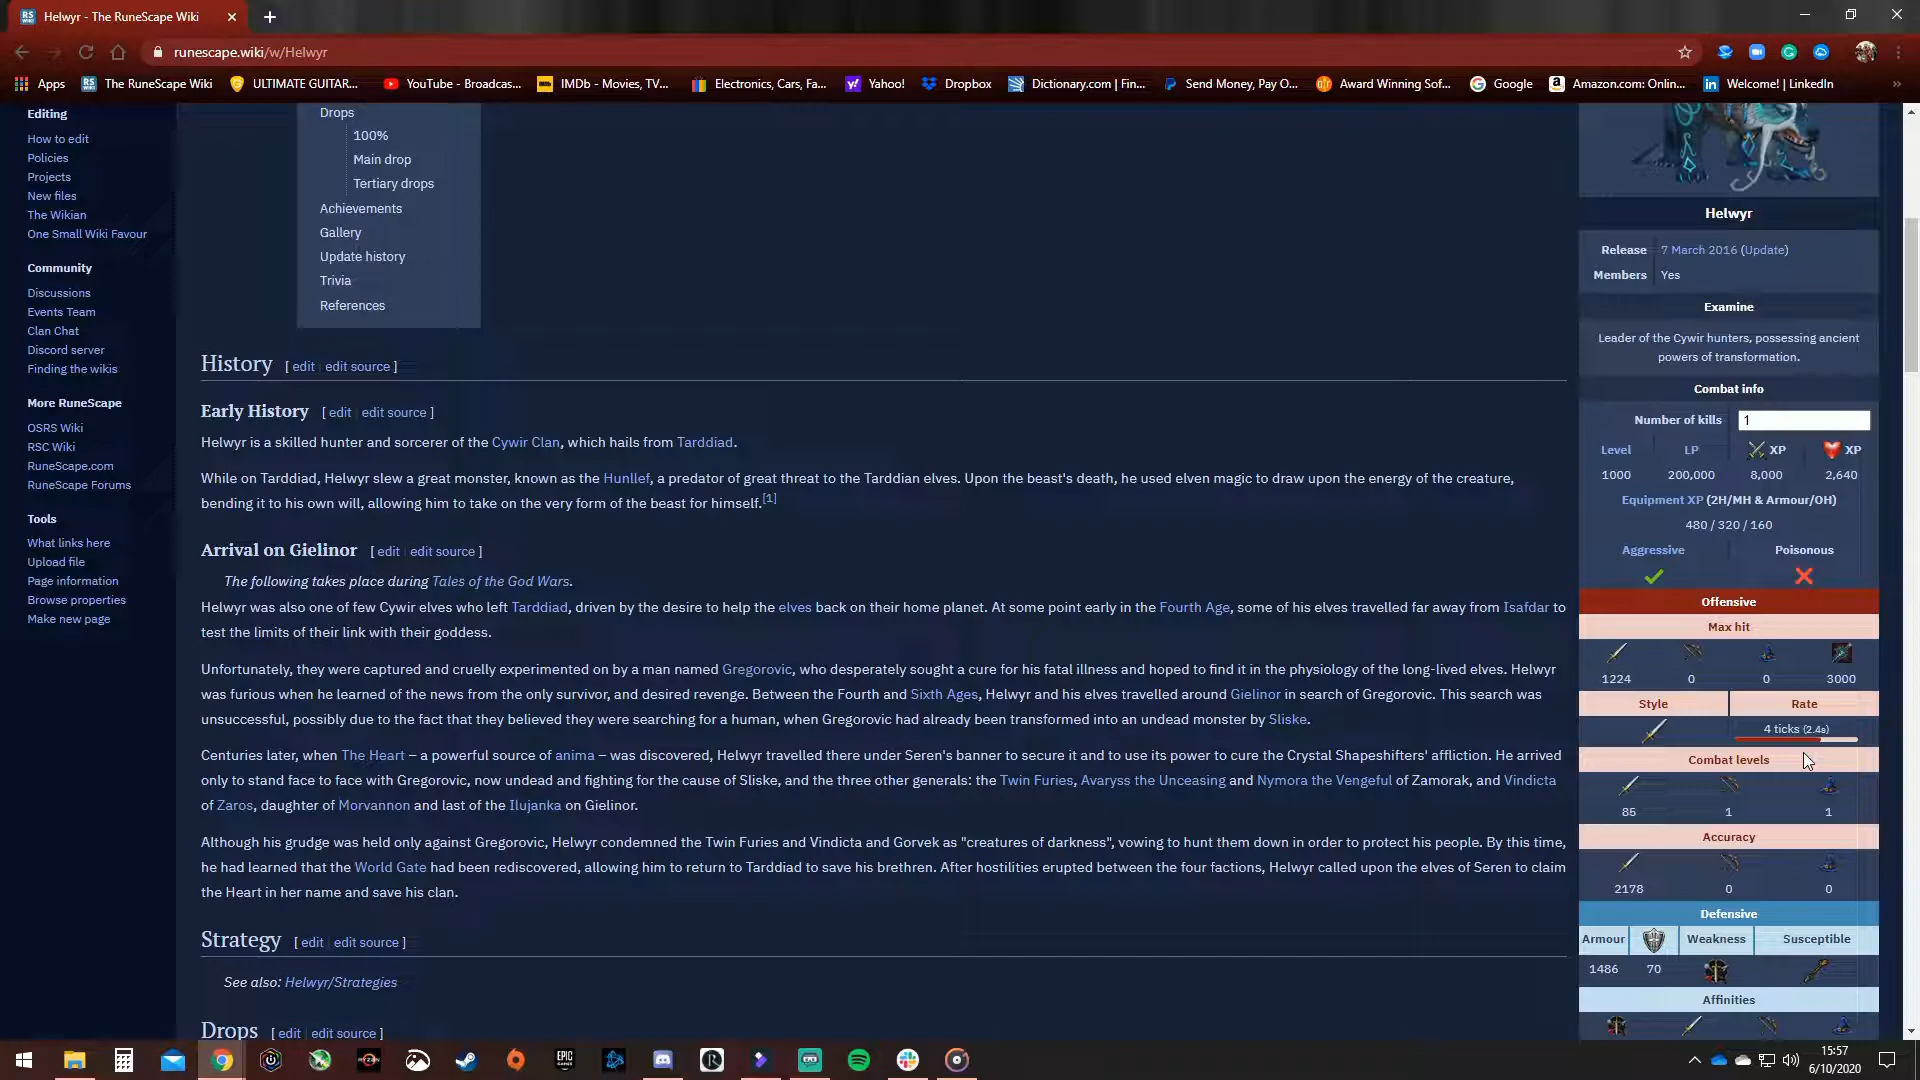 Helwyr - The RuneScape Wiki
runescape.wiki/w/Helwyr
Apps The RuneScape Wiki ULTIMATE GUITAR... YouTube - Broadcas... IMDb - Movies, TV... Electronics, Cars, Fa... Yahoo! Dropbox Dictionary.com | Fin... Send Money, Pay O... Award Winning Sof... Google Amazon.com: Onlin... Welcome! | LinkedIn
Editing
How to edit
Policies
Projects
New files
The Wikian
One Small Wiki Favour
Community
Discussions
Events Team
Clan Chat
Discord server
Finding the wikis
More RuneScape
OSRS Wiki
RSC Wiki
RuneScape.com
RuneScape Forums
Tools
What links here
Upload file
Page information
Browse properties
Make new page
Drops
100%
Main drop
Tertiary drops
Achievements
Gallery
Update history
Trivia
References
History [ edit | edit source ]
Early History [ edit | edit source ]
Helwyr is a skilled hunter and sorcerer of the Cywir Clan, which hails from Tarddiad.
While on Tarddiad, Helwyr slew a great monster, known as the Hunllef, a predator of great threat to the Tarddian elves. Upon the beast's death, he used elven magic to draw upon the energy of the creature,
bending it to his own will, allowing him to take on the very form of the beast for himself.[1]
Arrival on Gielinor [ edit | edit source ]
The following takes place during Tales of the God Wars.
Helwyr was also one of few Cywir elves who left Tarddiad, driven by the desire to help the elves back on their home planet. At some point early in the Fourth Age, some of his elves travelled far away from Isafdar to
test the limits of their link with their goddess.
Unfortunately, they were captured and cruelly experimented on by a man named Gregorovic, who desperately sought a cure for his fatal illness and hoped to find it in the physiology of the long-lived elves. Helwyr
was furious when he learned of the news from the only survivor, and desired revenge. Between the Fourth and Sixth Ages, Helwyr and his elves travelled around Gielinor in search of Gregorovic. This search was
unsuccessful, possibly due to the fact that they believed they were searching for a human, when Gregorovic had already been transformed into an undead monster by Sliske.
Centuries later, when The Heart – a powerful source of anima – was discovered, Helwyr travelled there under Seren's banner to secure it and to use its power to cure the Crystal Shapeshifters' affliction. He arrived
only to stand face to face with Gregorovic, now undead and fighting for the cause of Sliske, and the three other generals: the Twin Furies, Avaryss the Unceasing and Nymora the Vengeful of Zamorak, and Vindicta
of Zaros, daughter of Morvannon and last of the Ilujanka on Gielinor.
Although his grudge was held only against Gregorovic, Helwyr condemned the Twin Furies and Vindicta and Gorvek as "creatures of darkness", vowing to hunt them down in order to protect his people. By this time,
he had learned that the World Gate had been rediscovered, allowing him to return to Tarddiad to save his brethren. After hostilities erupted between the four factions, Helwyr called upon the elves of Seren to claim
the Heart in her name and save his clan.
Strategy [ edit | edit source ]
See also: Helwyr/Strategies
Drops [ edit | edit source ]
Helwyr
Release 7 March 2016 (Update)
Members Yes
Examine
Leader of the Cywir hunters, possessing ancient
powers of transformation.
Combat info
Number of kills 1
Level LP XP XP
1000 200,000 8,000 2,640
Equipment XP (2H/MH & Armour/OH)
480 / 320 / 160
Aggressive Poisonous
Offensive
Max hit
1224 0 0 3000
Style Rate
4 ticks (2.4s)
Combat levels
85 1 1
Accuracy
2178 0 0
Defensive
Armour Weakness Susceptible
1486 70
Affinities
15:57
6/10/2020